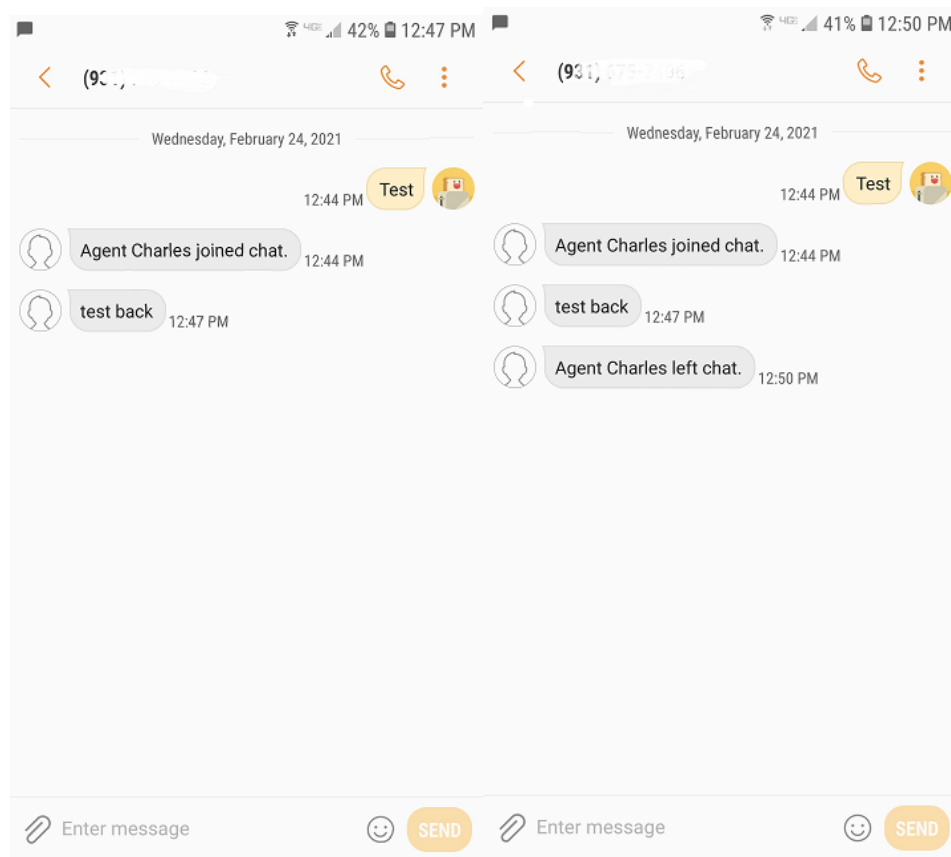 42% 12:47 PM
Wednesday, February 24, 2021
Test
12:44 PM
Agent Charles joined chat.
12:44 PM
test back
12:47 PM
Enter message
SEND
41% 12:50 PM
Wednesday, February 24, 2021
Test
12:44 PM
Agent Charles joined chat.
12:44 PM
test back
12:47 PM
Agent Charles left chat.
12:50 PM
Enter message
SEND